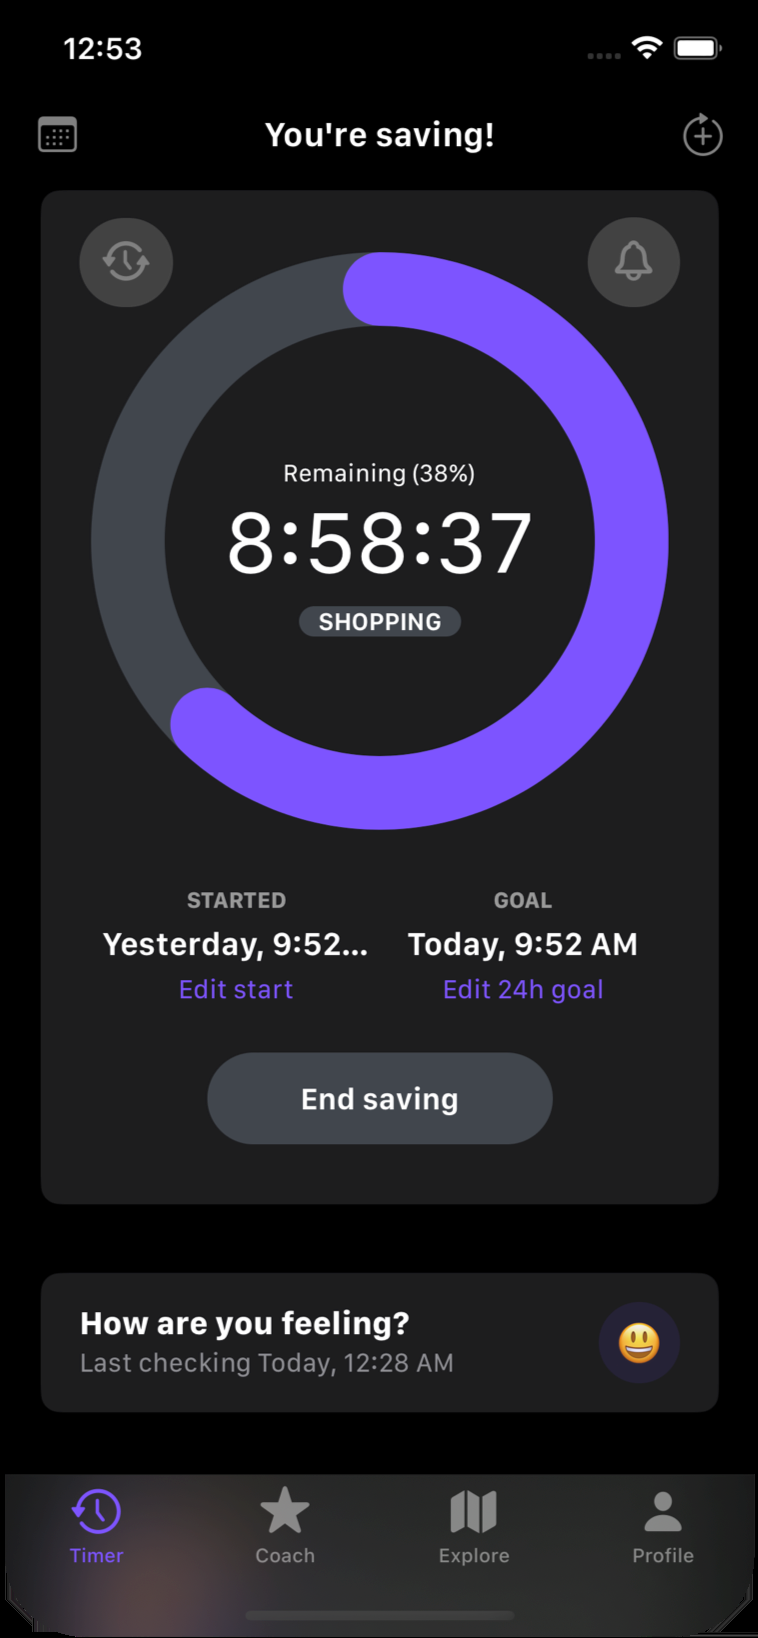 12:53
You're saving!
Remaining (38%)
8:58:37
SHOPPING
STARTED
GOAL
Yesterday, 9:52...
Today, 9:52 AM
Edit start
Edit 24h goal
End saving
How are you feeling?
Last checking Today, 12:28 AM
Timer
Coach
Explore
Profile